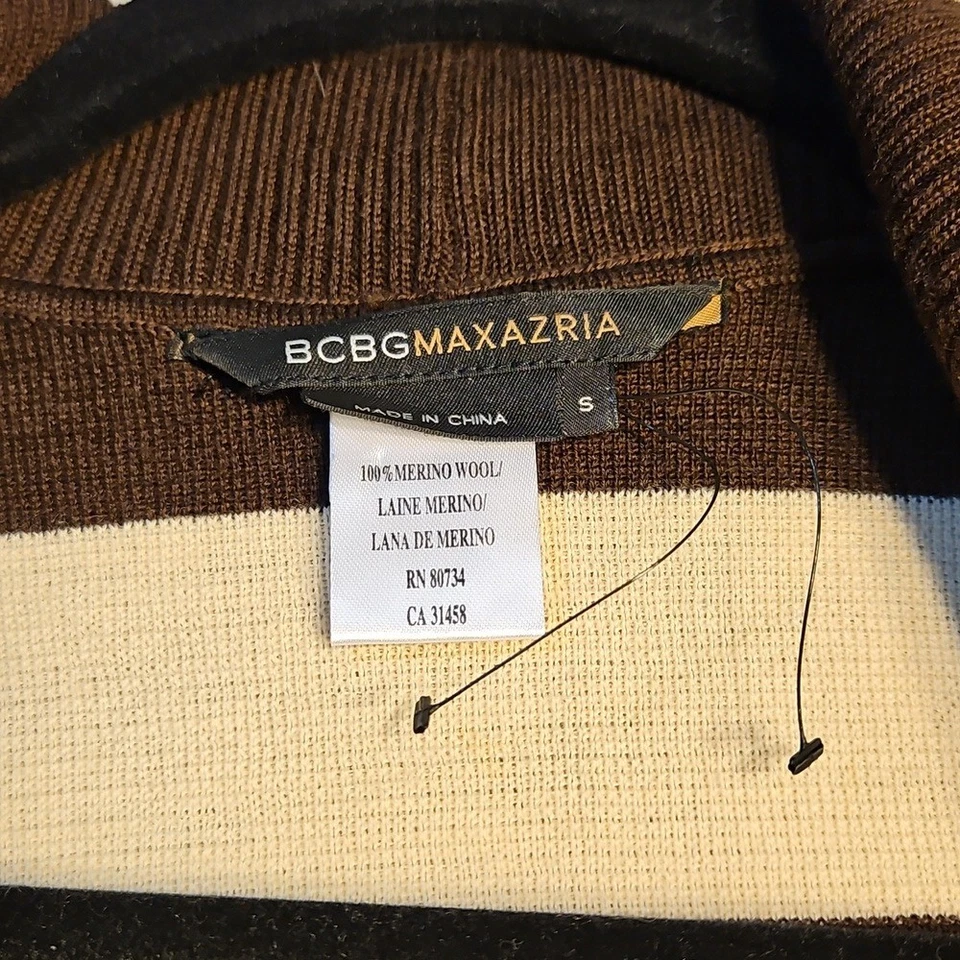 BCBGMAXAZRIA
MADE IN CHINA
S
100% MERINO WOOL/
LAINE MERINO/
LANA DE MERINO
RN 80734
CA 31458